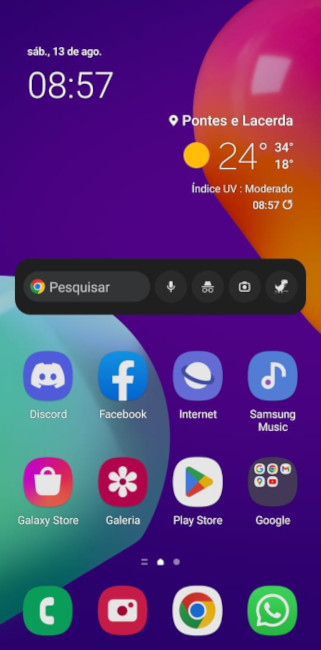 sáb., 13 de ago.
08:57
Pontes e Lacerda
24° 34°
18°
Índice UV : Moderado
08:57
Pesquisar
Discord
Facebook
Internet
Samsung
Music
Galaxy Store
Galeria
Play Store
Google